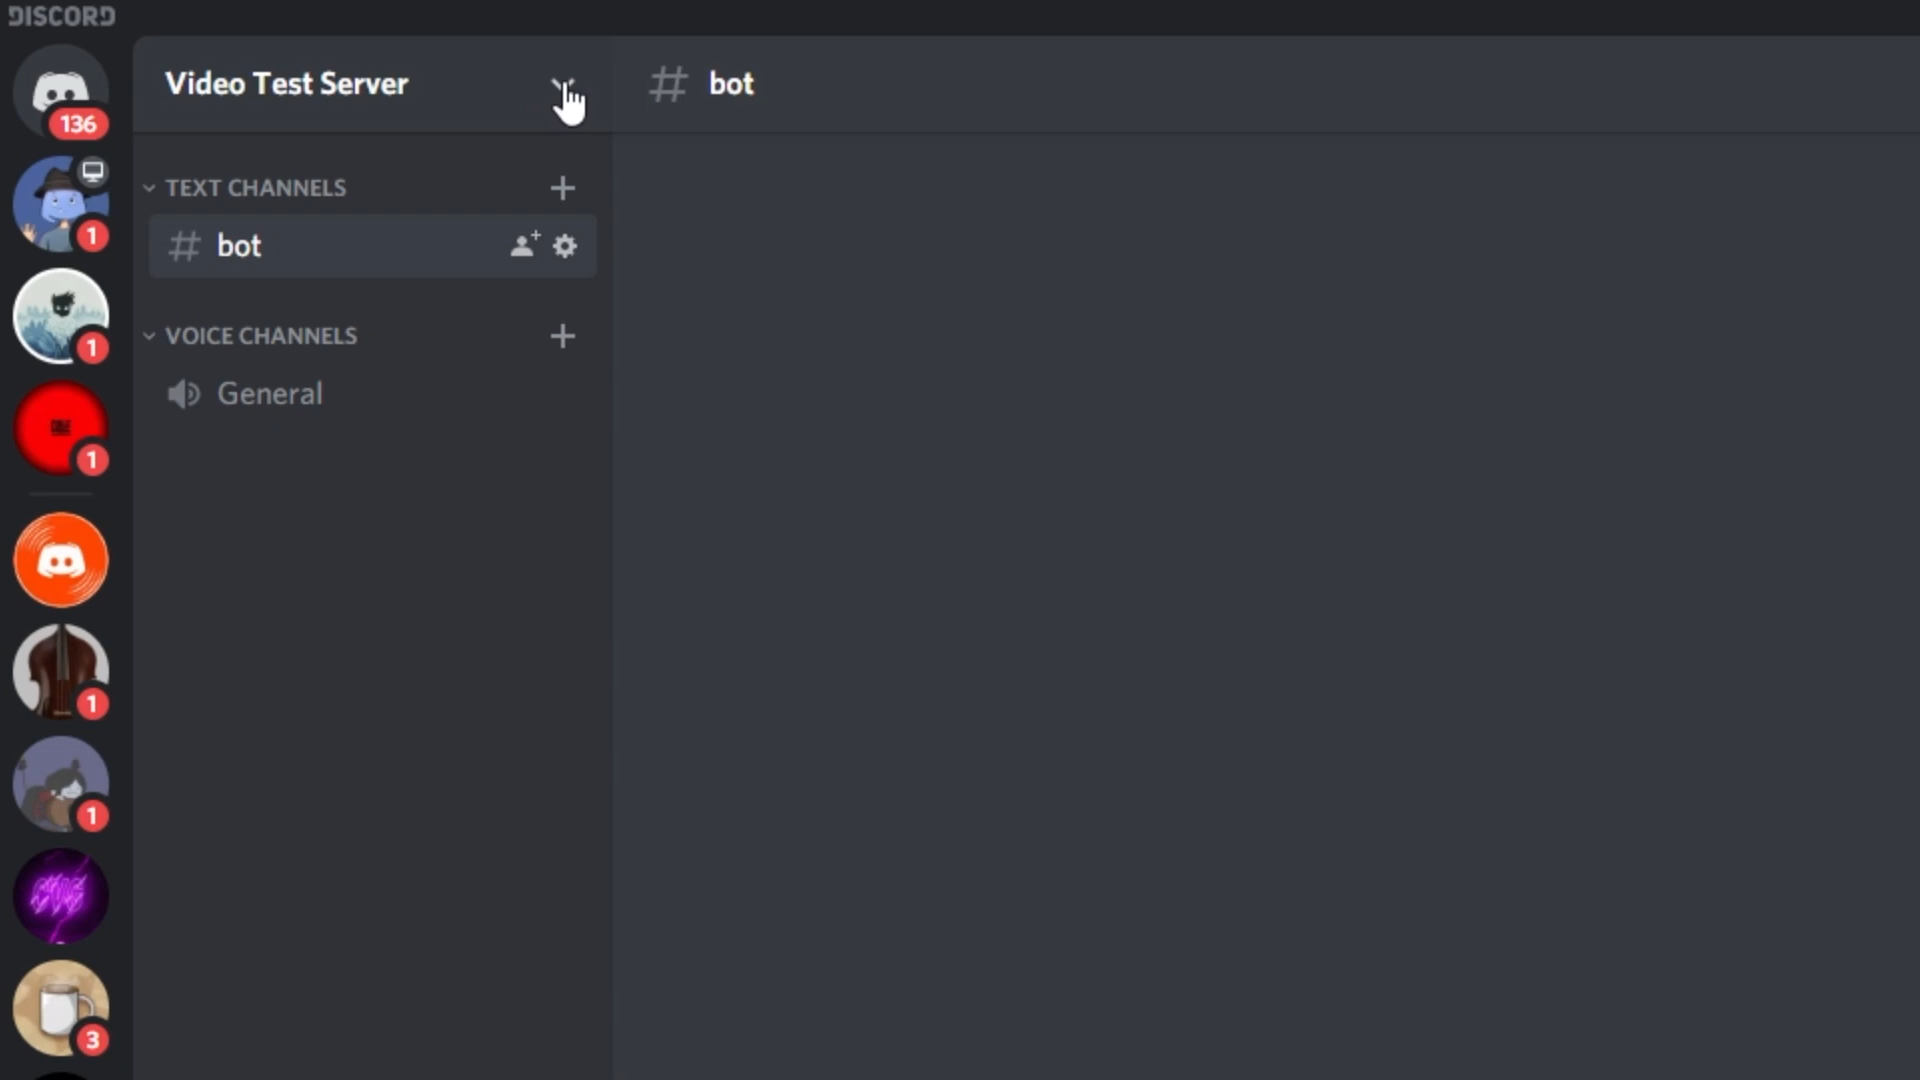 DISCORD
136
Video Test Server
# bot
1
TEXT CHANNELS
# bot
1
VOICE CHANNELS
General
1
1
1
3